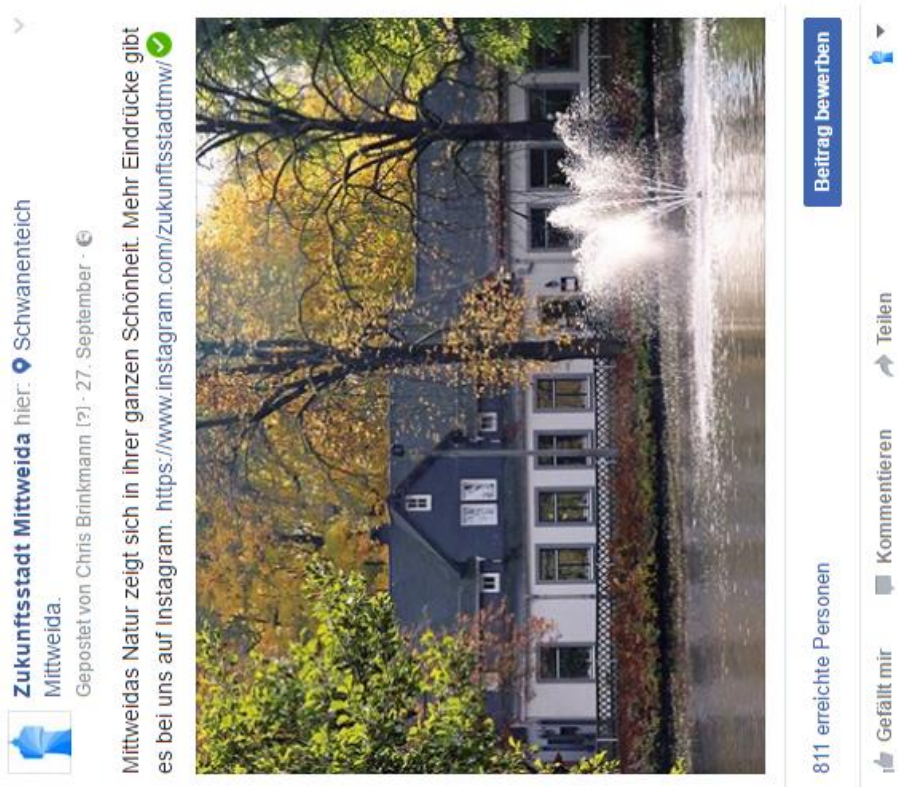 Zukunftsstadt Mittweida hier: Schwanenteich
Mittweida.
Gepostet von Chris Brinkmann [?] · 27. September ·
Mittweidas Natur zeigt sich in ihrer ganzen Schönheit. Mehr Eindrücke gibt
es bei uns auf Instagram. https://www.instagram.com/zukunftsstadtmw/
811 erreichte Personen
Beitrag bewerben
Gefällt mir
Kommentieren
Teilen